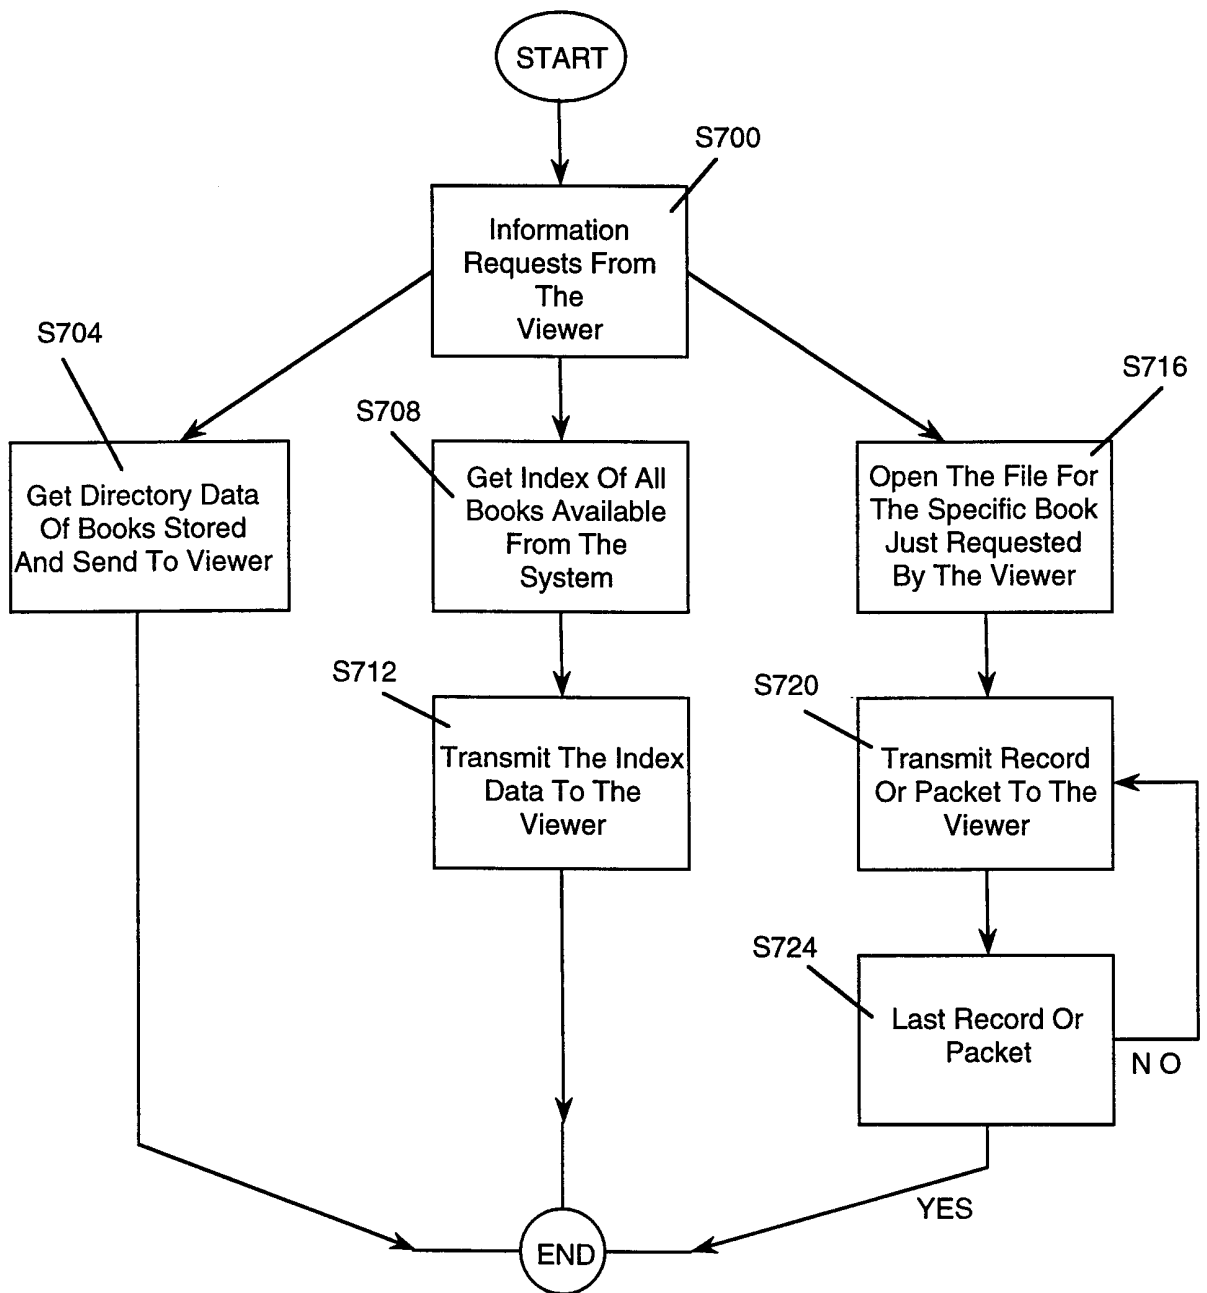 START
S700
Information
Requests From
The
Viewer
S704
Get Directory Data
Of Books Stored
And Send To Viewer
S708
Get Index Of All
Books Available
From The
System
S716
Open The File For
The Specific Book
Just Requested
By The Viewer
S712
Transmit The Index
Data To The
Viewer
S720
Transmit Record
Or Packet To The
Viewer
S724
Last Record Or
Packet
N O
YES
END